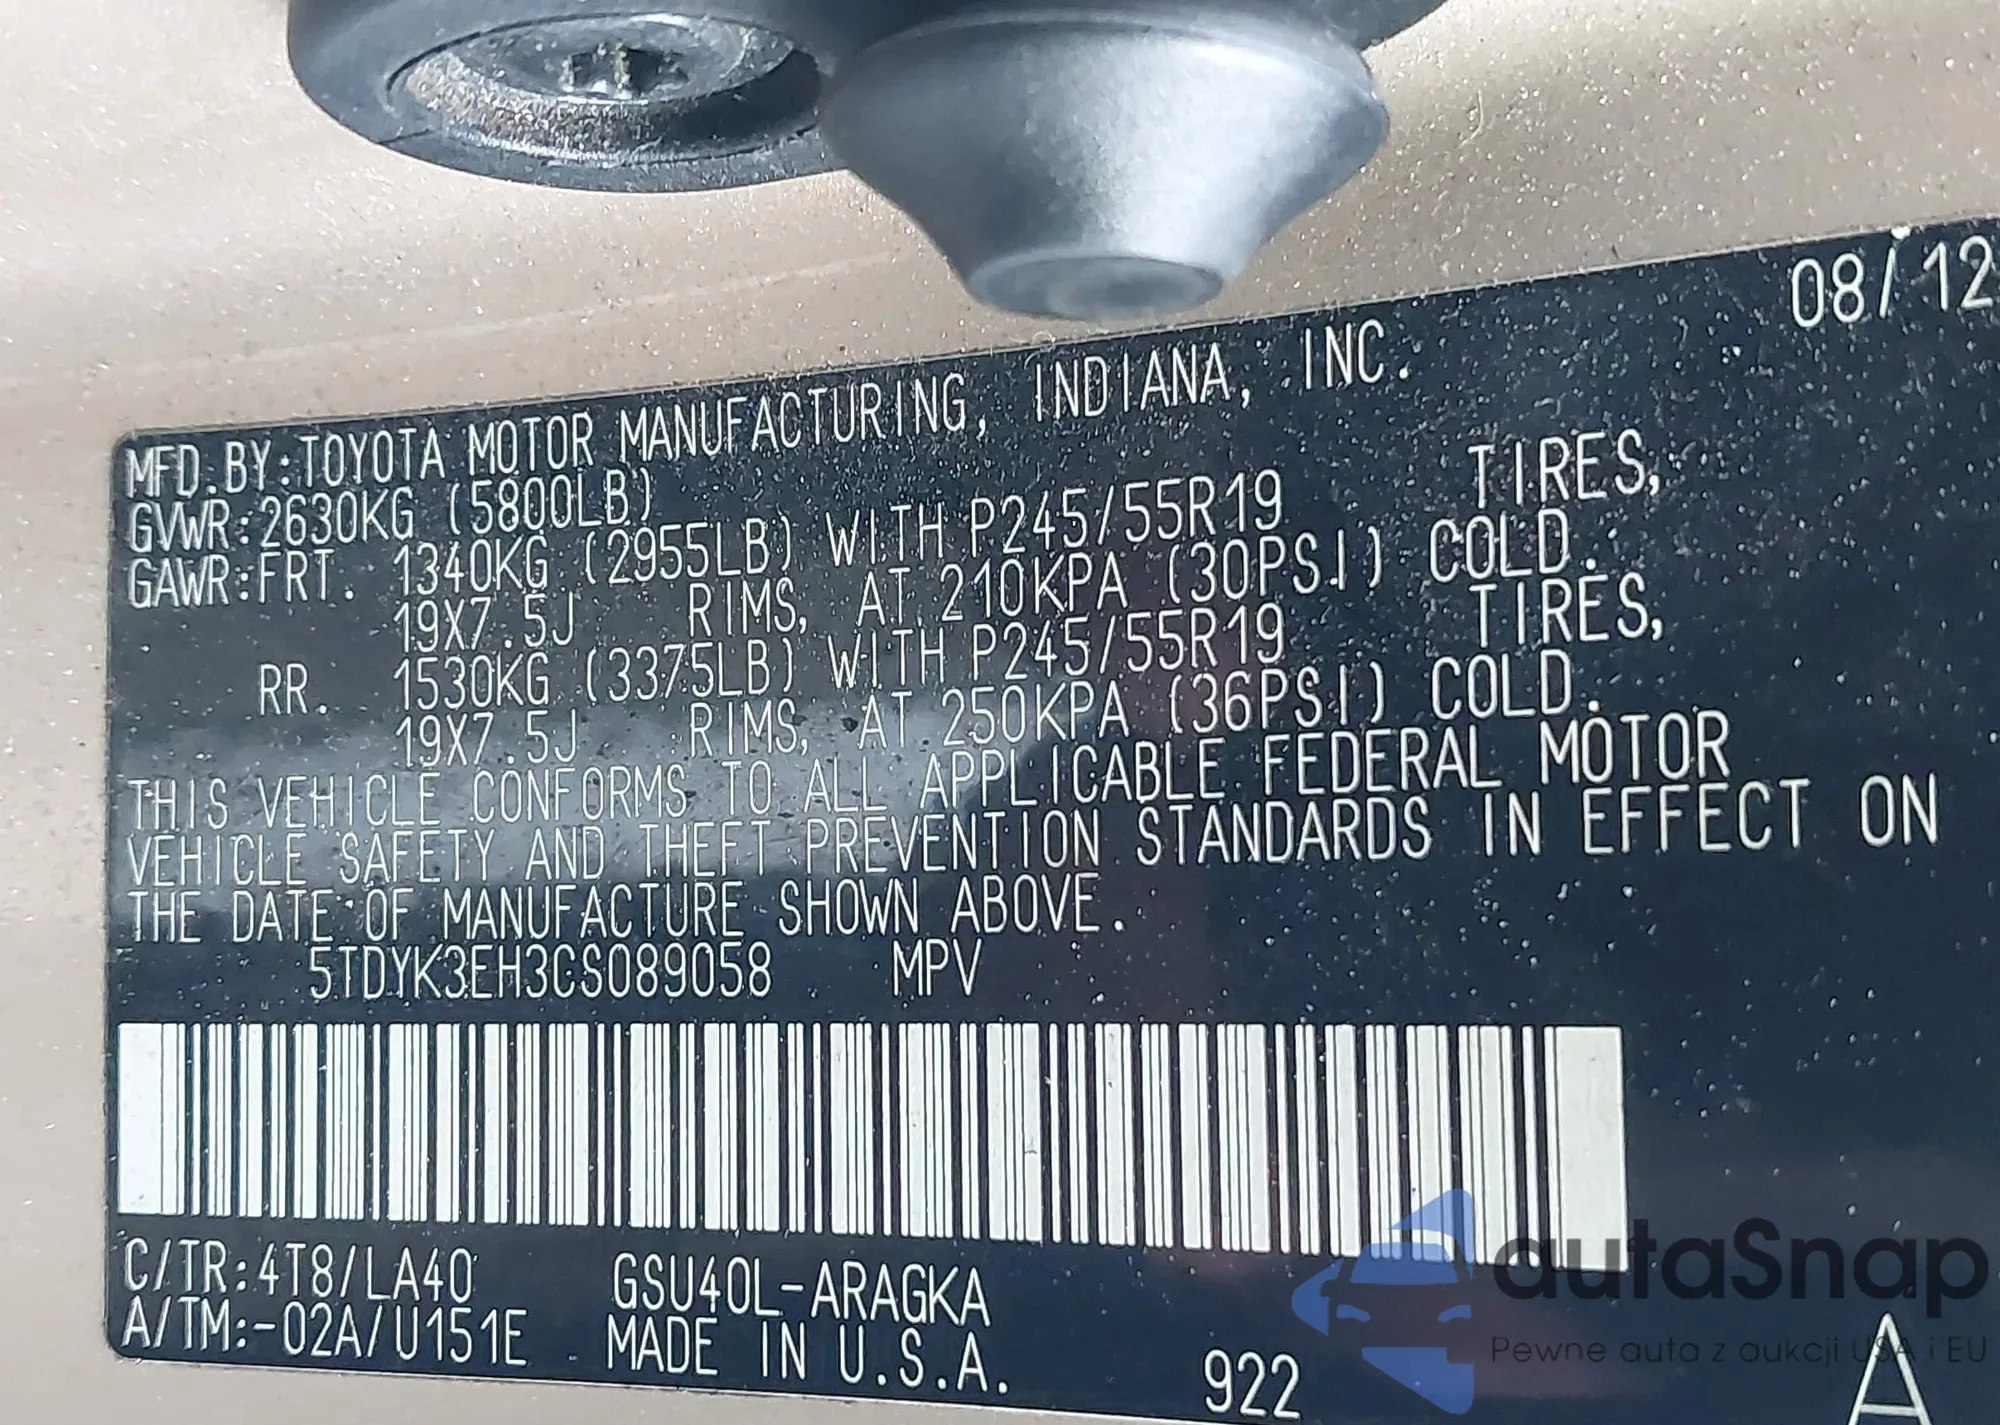 08/12
MFD.BY:TOYOTA MOTOR MANUFACTURING, INDIANA, INC.
GVWR:2630KG (5800LB)
GAWR:FRT. 1340KG (2955LB) WITH P245/55R19 TIRES,
19X7.5J RIMS, AT 210KPA (30PSI) COLD.
RR. 1530KG (3375LB) WITH P245/55R19 TIRES,
19X7.5J RIMS, AT 250KPA (36PSI) COLD.
THIS VEHICLE CONFORMS TO ALL APPLICABLE FEDERAL MOTOR
VEHICLE SAFETY AND THEFT PREVENTION STANDARDS IN EFFECT ON
THE DATE OF MANUFACTURE SHOWN ABOVE.
5TDYK3EH3CS089058 MPV
C/TR:4T8/LA40 GSU40L-ARAGKA
A/TM:-02A/U151E MADE IN U.S.A.
922
A
autaSnap
Pewne auta z aukcji USA i EU